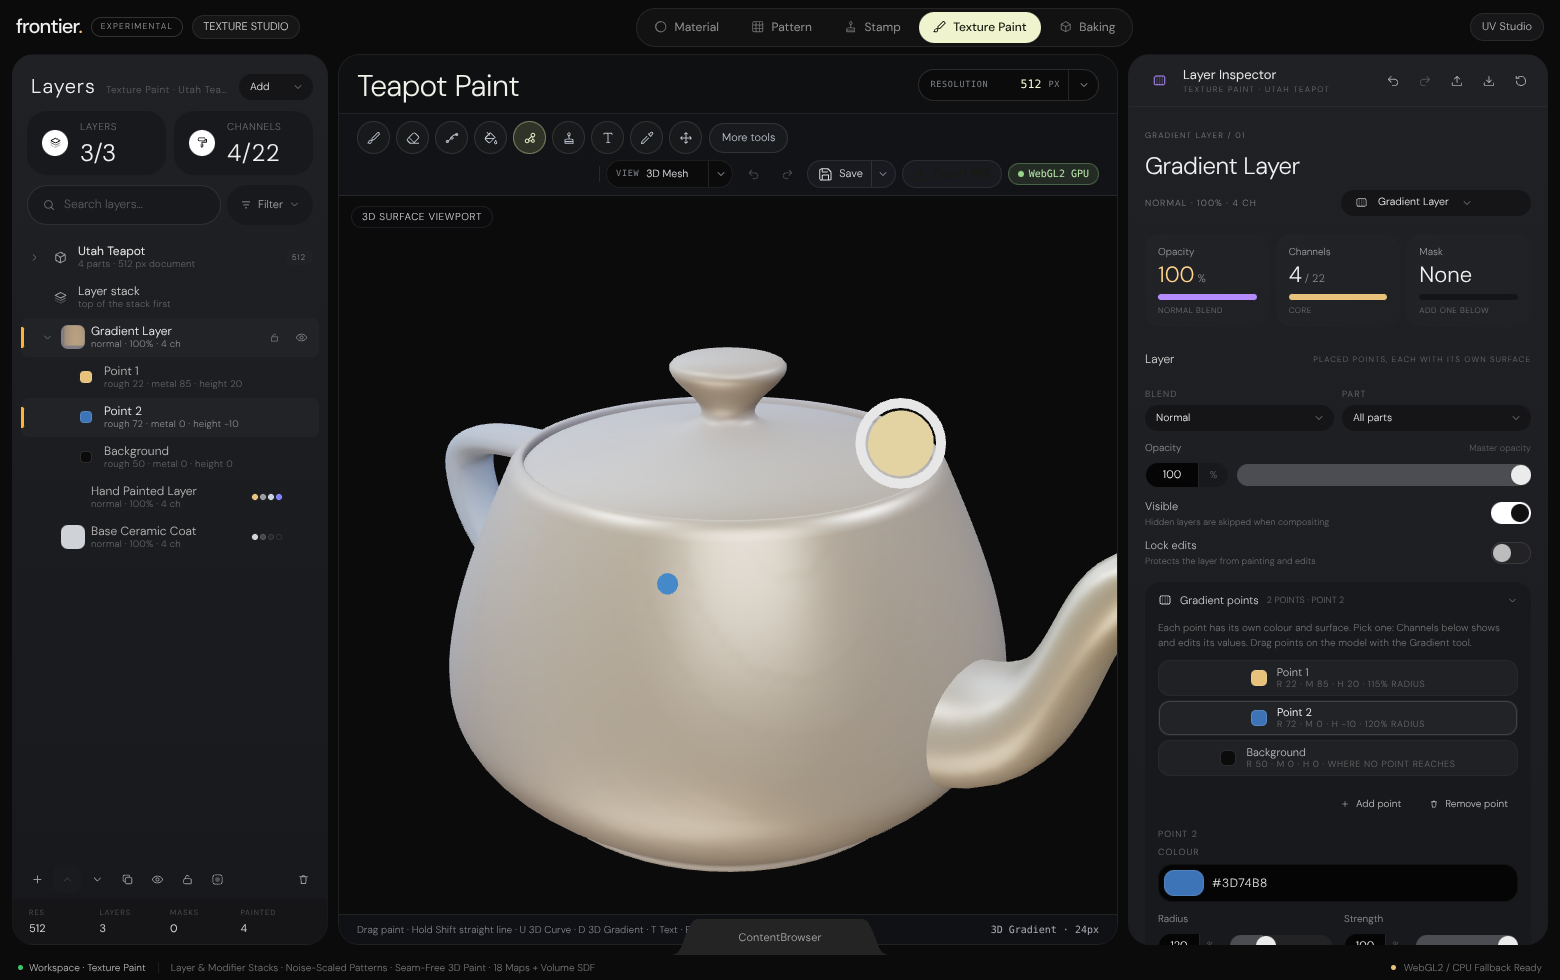 frontier.
EXPERIMENTAL
TEXTURE STUDIO
Material
Pattern
Stamp
Texture Paint
Baking
UV Studio
Layers
Texture Paint · Utah Tea…
Add
LAYERS
3/3
CHANNELS
4/22
Search layers…
Filter
Utah Teapot
4 parts · 512 px document
512
Layer stack
top of the stack first
Gradient Layer
normal · 100% · 4 ch
Point 1
rough 22 · metal 85 · height 20
Point 2
rough 72 · metal 0 · height -10
Background
rough 50 · metal 0 · height 0
Hand Painted Layer
normal · 100% · 4 ch
Base Ceramic Coat
normal · 100% · 4 ch
RES
512
LAYERS
3
MASKS
0
PAINTED
4
Teapot Paint
RESOLUTION 512 PX
More tools
VIEW 3D Mesh
Save
WebGL2 GPU
3D SURFACE VIEWPORT
Drag paint · Hold Shift straight line · U 3D Curve · D 3D Gradient · T Text ·
3D Gradient · 24px
ContentBrowser
Layer Inspector
TEXTURE PAINT · UTAH TEAPOT
GRADIENT LAYER / 01
Gradient Layer
NORMAL · 100% · 4 CH
Gradient Layer
Opacity
100 %
NORMAL BLEND
Channels
4 / 22
CORE
Mask
None
ADD ONE BELOW
Layer
PLACED POINTS, EACH WITH ITS OWN SURFACE
BLEND
Normal
PART
All parts
Opacity
Master opacity
100 %
Visible
Hidden layers are skipped when compositing
Lock edits
Protects the layer from painting and edits
Gradient points
2 POINTS · POINT 2
Each point has its own colour and surface. Pick one: Channels below shows
and edits its values. Drag points on the model with the Gradient tool.
Point 1
R 22 · M 85 · H 20 · 115% RADIUS
Point 2
R 72 · M 0 · H -10 · 120% RADIUS
Background
R 50 · M 0 · H 0 · WHERE NO POINT REACHES
Add point
Remove point
POINT 2
COLOUR
#3D74B8
Radius
Strength
120 %
100 %
Workspace · Texture Paint
Layer & Modifier Stacks · Noise-Scaled Patterns · Seam-Free 3D Paint · 18 Maps + Volume SDF
WebGL2 / CPU Fallback Ready